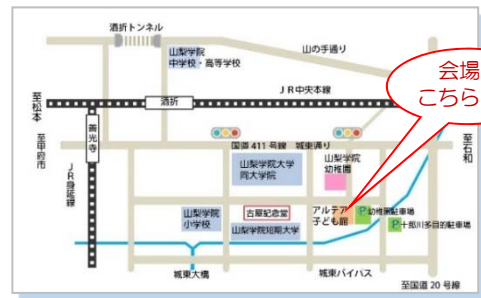 酒折トンネル
山の手通り
山梨学院
中学校・高等学校
会場
こちら
JR中央本線
至松本
酒折
善光寺
至甲府市
国道 411 号線 城東通り
至石和
山梨学院大学
同大学院
山梨学院
幼稚園
JR身延線
山梨学院
小学校
古屋記念堂
山梨学院短期大学
アルテア
子ども館
P 幼稚園駐車場
P 十郎川多目的駐車場
城東大橋
城東バイパス
至国道 20 号線